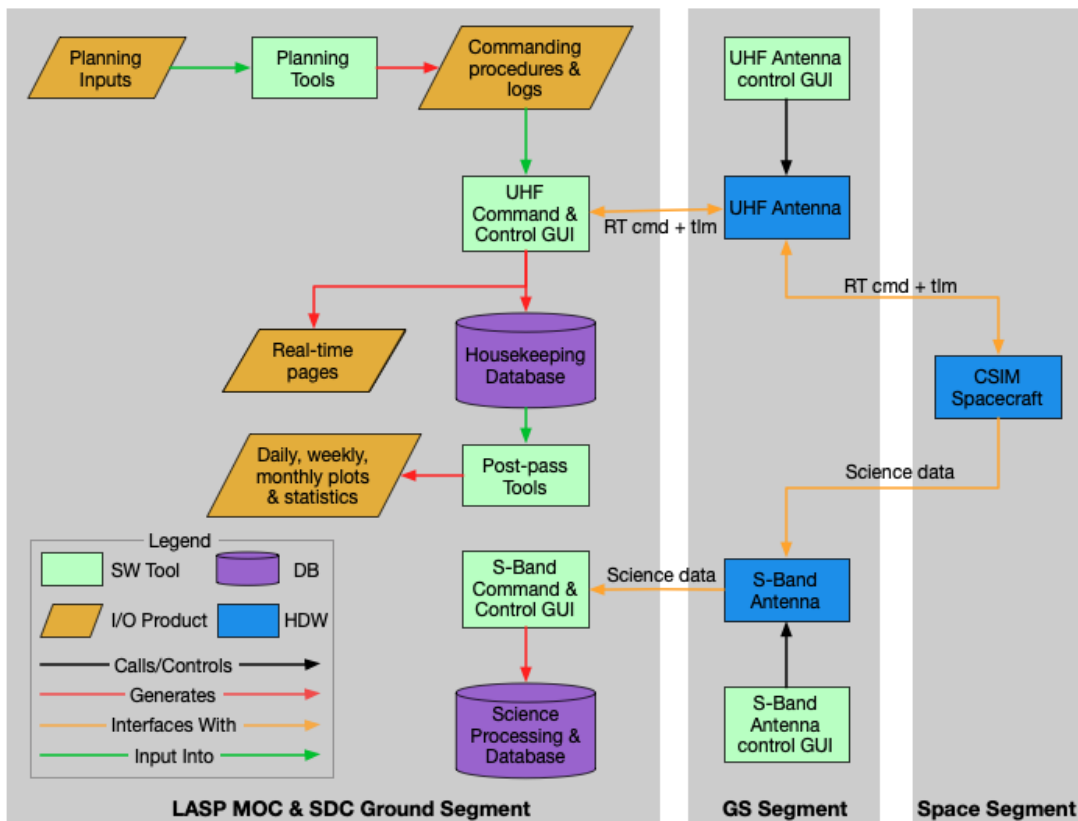 Planning
Inputs
Planning
Tools
Commanding
procedures &
logs
UHF Antenna
control GUI
UHF
Command &
Control GUI
RT cmd + tlm
UHF Antenna
RT cmd + tlm
Real-time
pages
Housekeeping
Database
CSIM
Spacecraft
Daily, weekly,
monthly plots
& statistics
Post-pass
Tools
Science data
Legend
SW Tool
DB
I/O Product
HDW
Calls/Controls
Generates
Interfaces With
Input Into
S-Band
Command &
Control GUI
Science data
S-Band
Antenna
Science
Processing &
Database
S-Band
Antenna
control GUI
LASP MOC & SDC Ground Segment
GS Segment
Space Segment